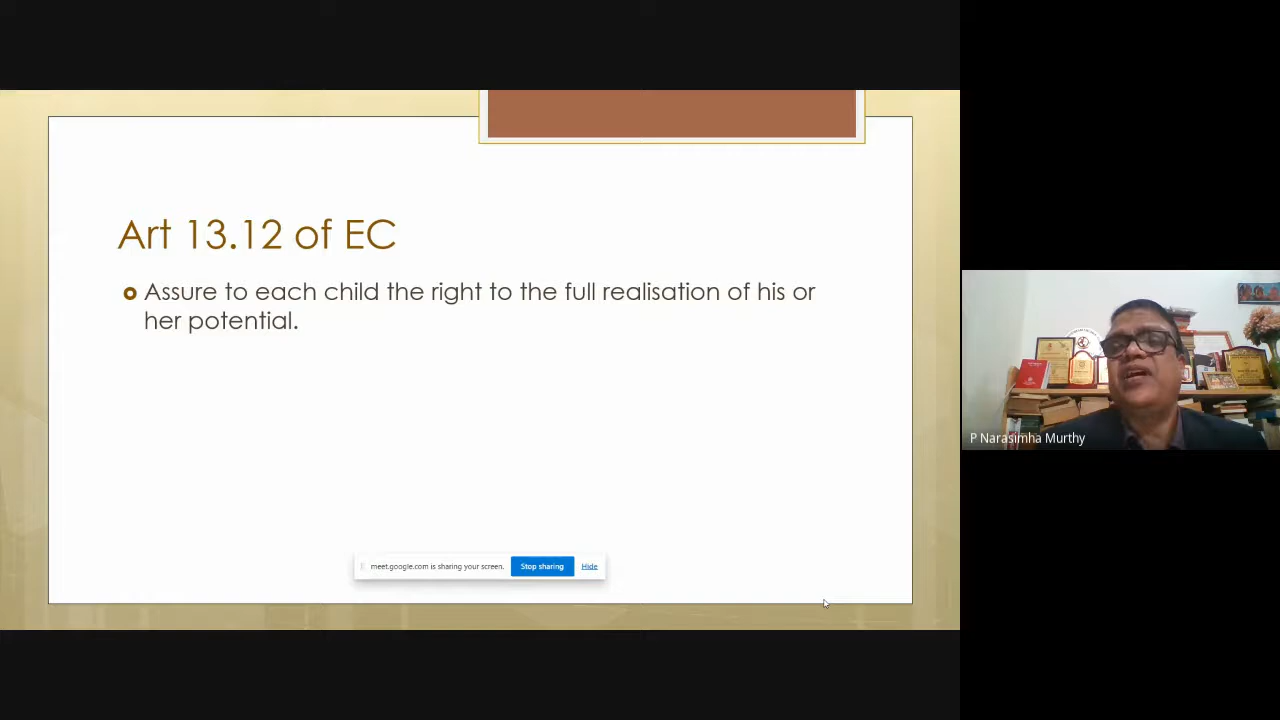 Art 13.12 of EC
Assure to each child the right to the full realisation of his or
her potential.
meet.google.com is sharing your screen. Stop sharing Hide
P Narasimha Murthy